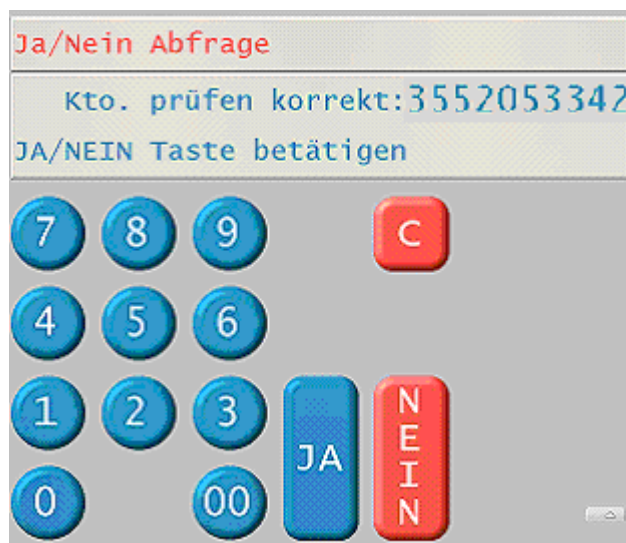 Ja/Nein Abfrage
Kto. prüfen korrekt:3552053342
JA/NEIN Taste betätigen
7 8 9 C
4 5 6
1 2 3 JA NEIN
0 00